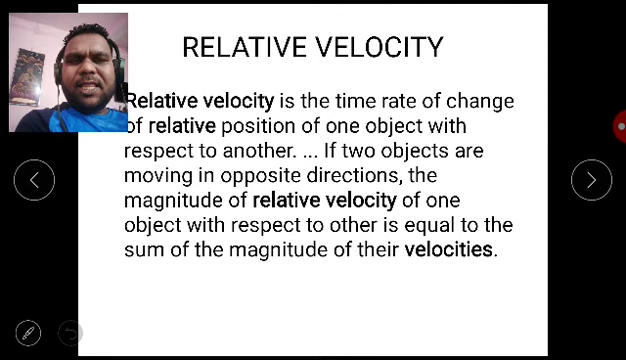 RELATIVE VELOCITY
Relative velocity is the time rate of change
of relative position of one object with
respect to another. ... If two objects are
moving in opposite directions, the
magnitude of relative velocity of one
object with respect to other is equal to the
sum of the magnitude of their velocities.